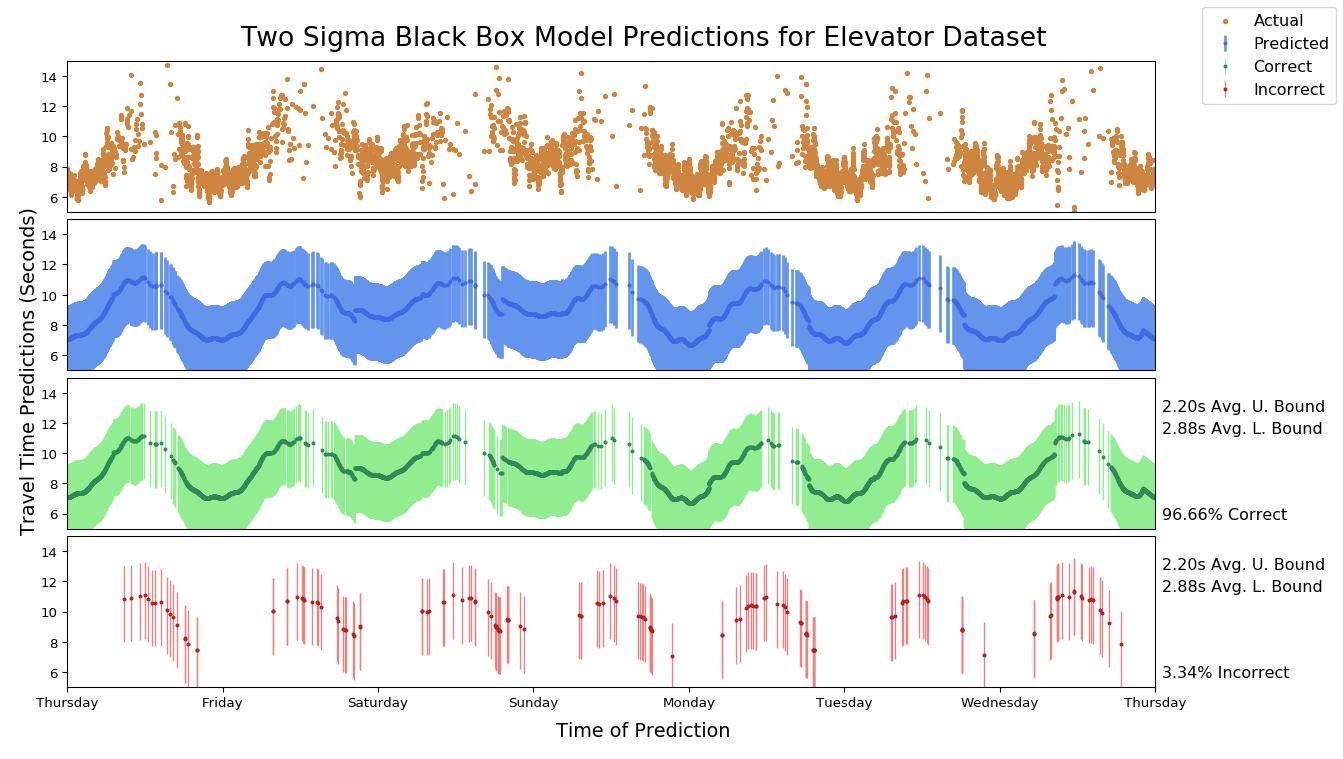 Two Sigma Black Box Model Predictions for Elevator Dataset
Actual
Predicted
Correct
Incorrect
Travel Time Predictions (Seconds)
14
12
10
8
6
14
12
10
8
6
14
12
10
8
6
2.20s Avg. U. Bound
2.88s Avg. L. Bound
96.66% Correct
14
12
10
8
6
2.20s Avg. U. Bound
2.88s Avg. L. Bound
3.34% Incorrect
Thursday Friday Saturday Sunday Monday Tuesday Wednesday Thursday
Time of Prediction